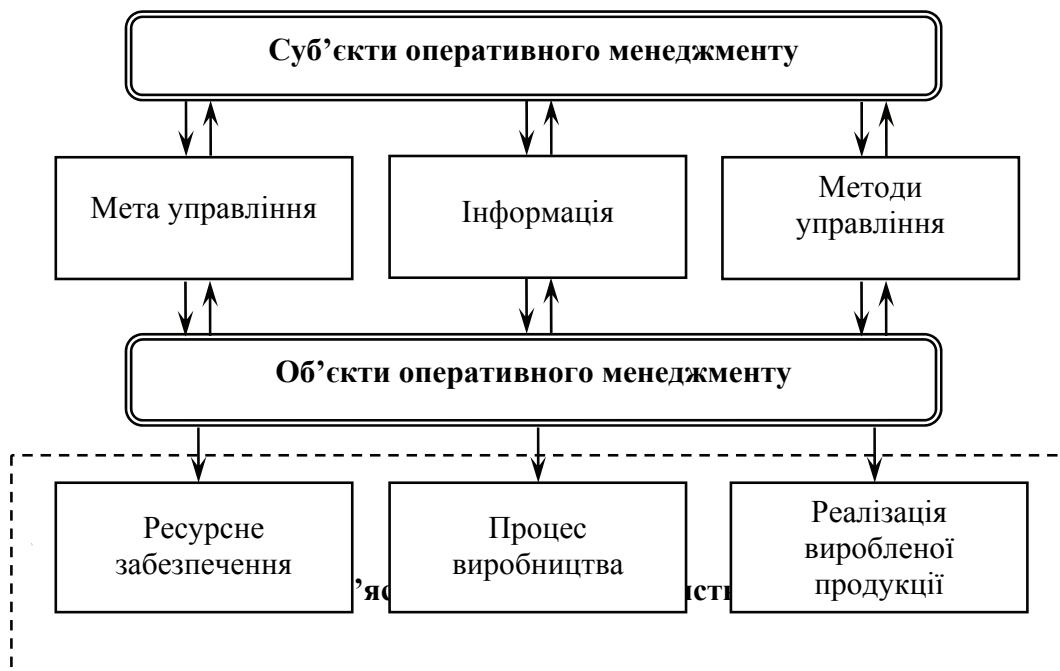 Суб’єкти оперативного менеджменту
Мета управління
Інформація
Методи
управління
Об’єкти оперативного менеджменту
Ресурсне
забезпечення
Процес
виробництва
Реалізація
виробленої
продукції